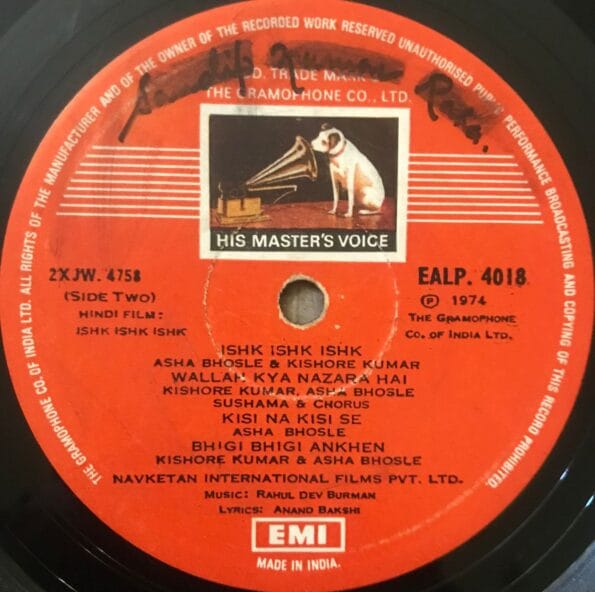 THE GRAMOPHONE CO. OF INDIA LTD. ALL RIGHTS OF THE MANUFACTURER AND OF THE OWNER OF THE RECORDED WORK RESERVED UNAUTHORISED PUBLIC PERFORMANCE BROADCASTING AND COPYING OF THIS RECORD PROHIBITED.
Sandip Kumar
TRADE MARK
THE GRAMOPHONE CO., LTD.
HIS MASTER'S VOICE
2XJW. 4758
(SIDE TWO)
HINDI FILM:
ISHK ISHK ISHK
EALP. 4018
℗ 1974
THE GRAMOPHONE
CO. OF INDIA LTD.
ISHK ISHK ISHK
ASHA BHOSLE & KISHORE KUMAR
WALLAH KYA NAZARA HAI
KISHORE KUMAR, ASHA BHOSLE
SUSHAMA & CHORUS
KISI NA KISI SE
ASHA BHOSLE
BHIGI BHIGI ANKHEN
KISHORE KUMAR & ASHA BHOSLE
NAVKETAN INTERNATIONAL FILMS PVT. LTD.
MUSIC: RAHUL DEV BURMAN
LYRICS: ANAND BAKSHI
EMI
MADE IN INDIA.